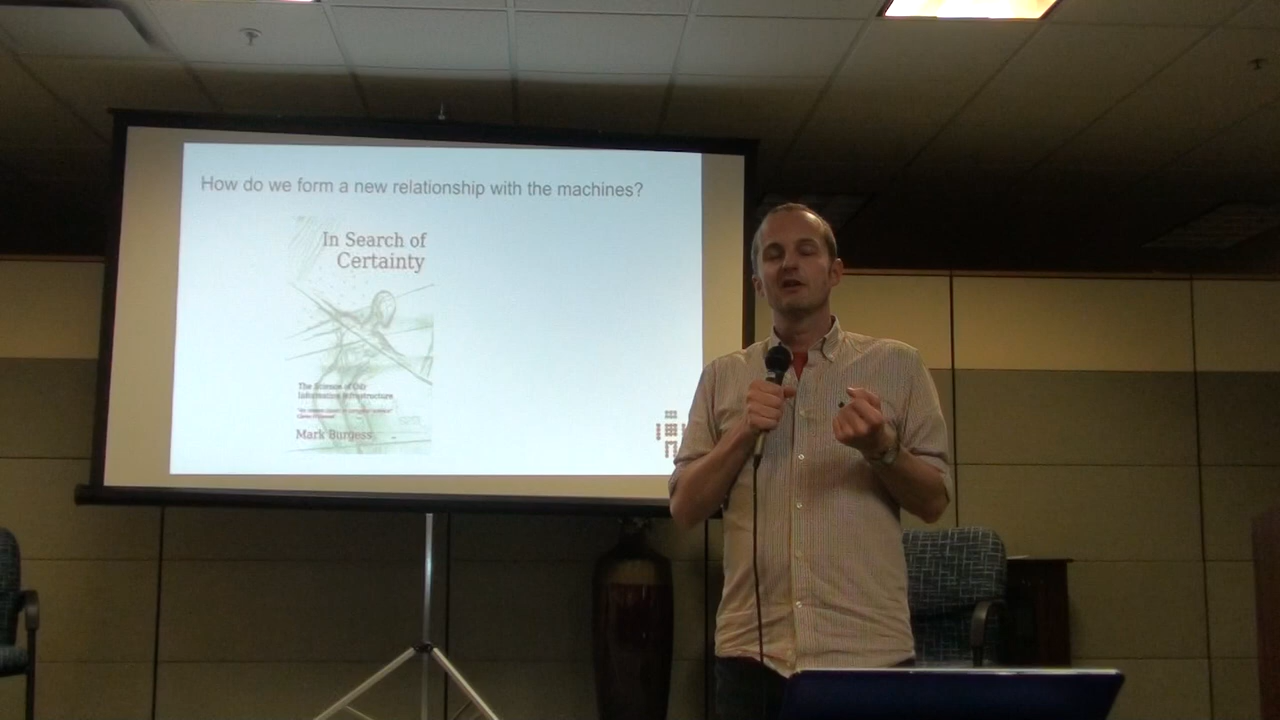 How do we form a new relationship with the machines?
In Search of
Certainty
The Science of Our
Information Infrastructure
Mark Burgess